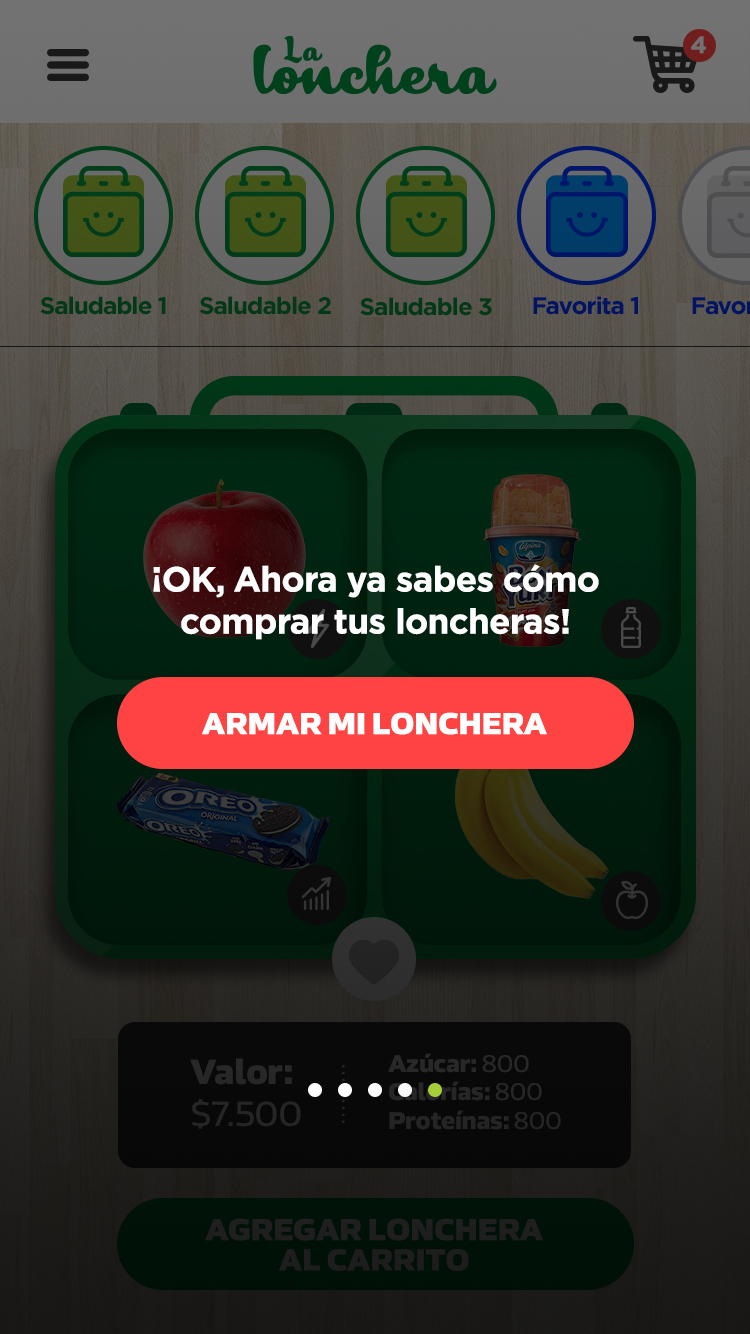 La
lonchera
4
Saludable 1
Saludable 2
Saludable 3
Favorita 1
Favor
Alpina
¡OK, Ahora ya sabes cómo
comprar tus loncheras!
ARMAR MI LONCHERA
OREO
ORIGINAL
OREO
Valor:
$7.500
Azúcar: 800
Calorías: 800
Proteínas: 800
AGREGAR LONCHERA
AL CARRITO